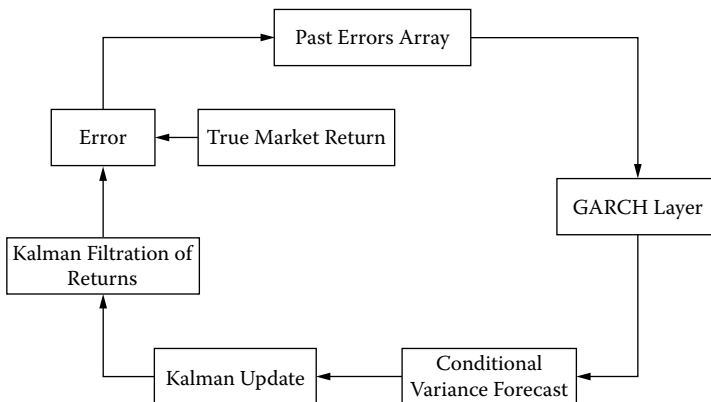 Past Errors Array
Error
True Market Return
GARCH Layer
Kalman Filtration of
Returns
Kalman Update
Conditional
Variance Forecast